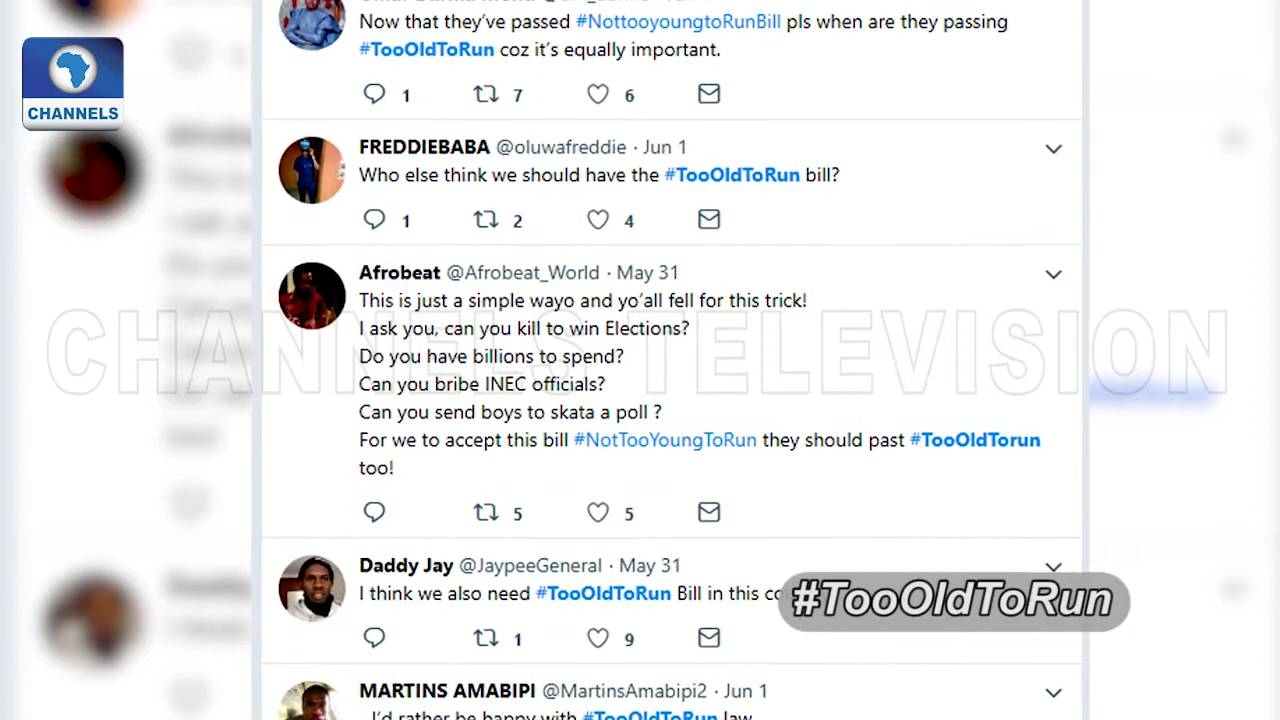 Now that they've passed #NottooyoungtoRunBill pls when are they passing
#TooOldToRun coz it's equally important.
1 7 6
CHANNELS
FREDDIEBABA @oluwafreddie · Jun 1
Who else think we should have the #TooOldToRun bill?
1 2 4
Afrobeat @Afrobeat_World · May 31
This is just a simple wayo and yo'all fell for this trick!
I ask you, can you kill to win Elections?
CHANNELS TELEVISION
Do you have billions to spend?
Can you bribe INEC officials?
Can you send boys to skata a poll ?
For we to accept this bill #NotTooYoungToRun they should past #TooOldTorun
too!
5 5
Daddy Jay @JaypeeGeneral · May 31
I think we also need #TooOldToRun Bill in this
#TooOldToRun
1 9
MARTINS AMABIPI @MartinsAmabipi2 · Jun 1
I'd rather be happy with #TooOldToRun law